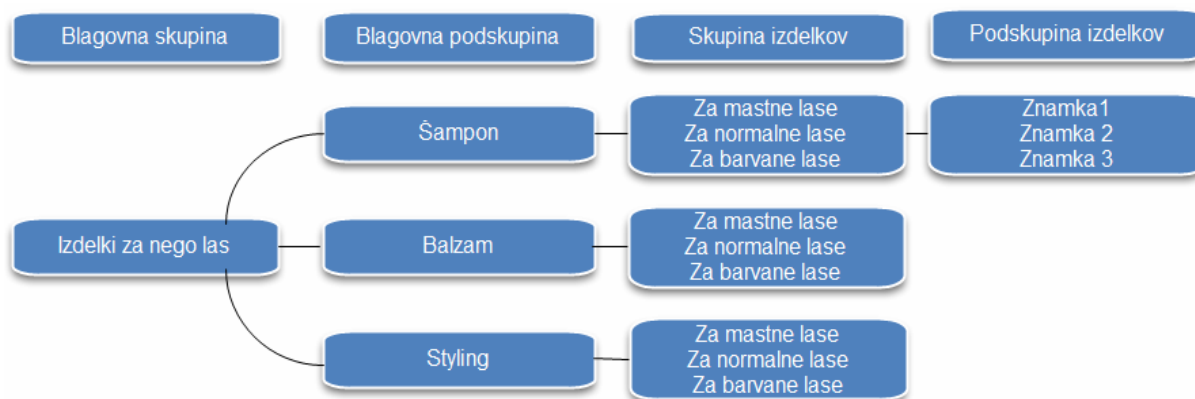 Blagovna skupina
Blagovna podskupina
Skupina izdelkov
Podskupina izdelkov
Šampon
Za mastne lase
Za normalne lase
Za barvane lase
Znamka1
Znamka 2
Znamka 3
Izdelki za nego las
Balzam
Za mastne lase
Za normalne lase
Za barvane lase
Styling
Za mastne lase
Za normalne lase
Za barvane lase